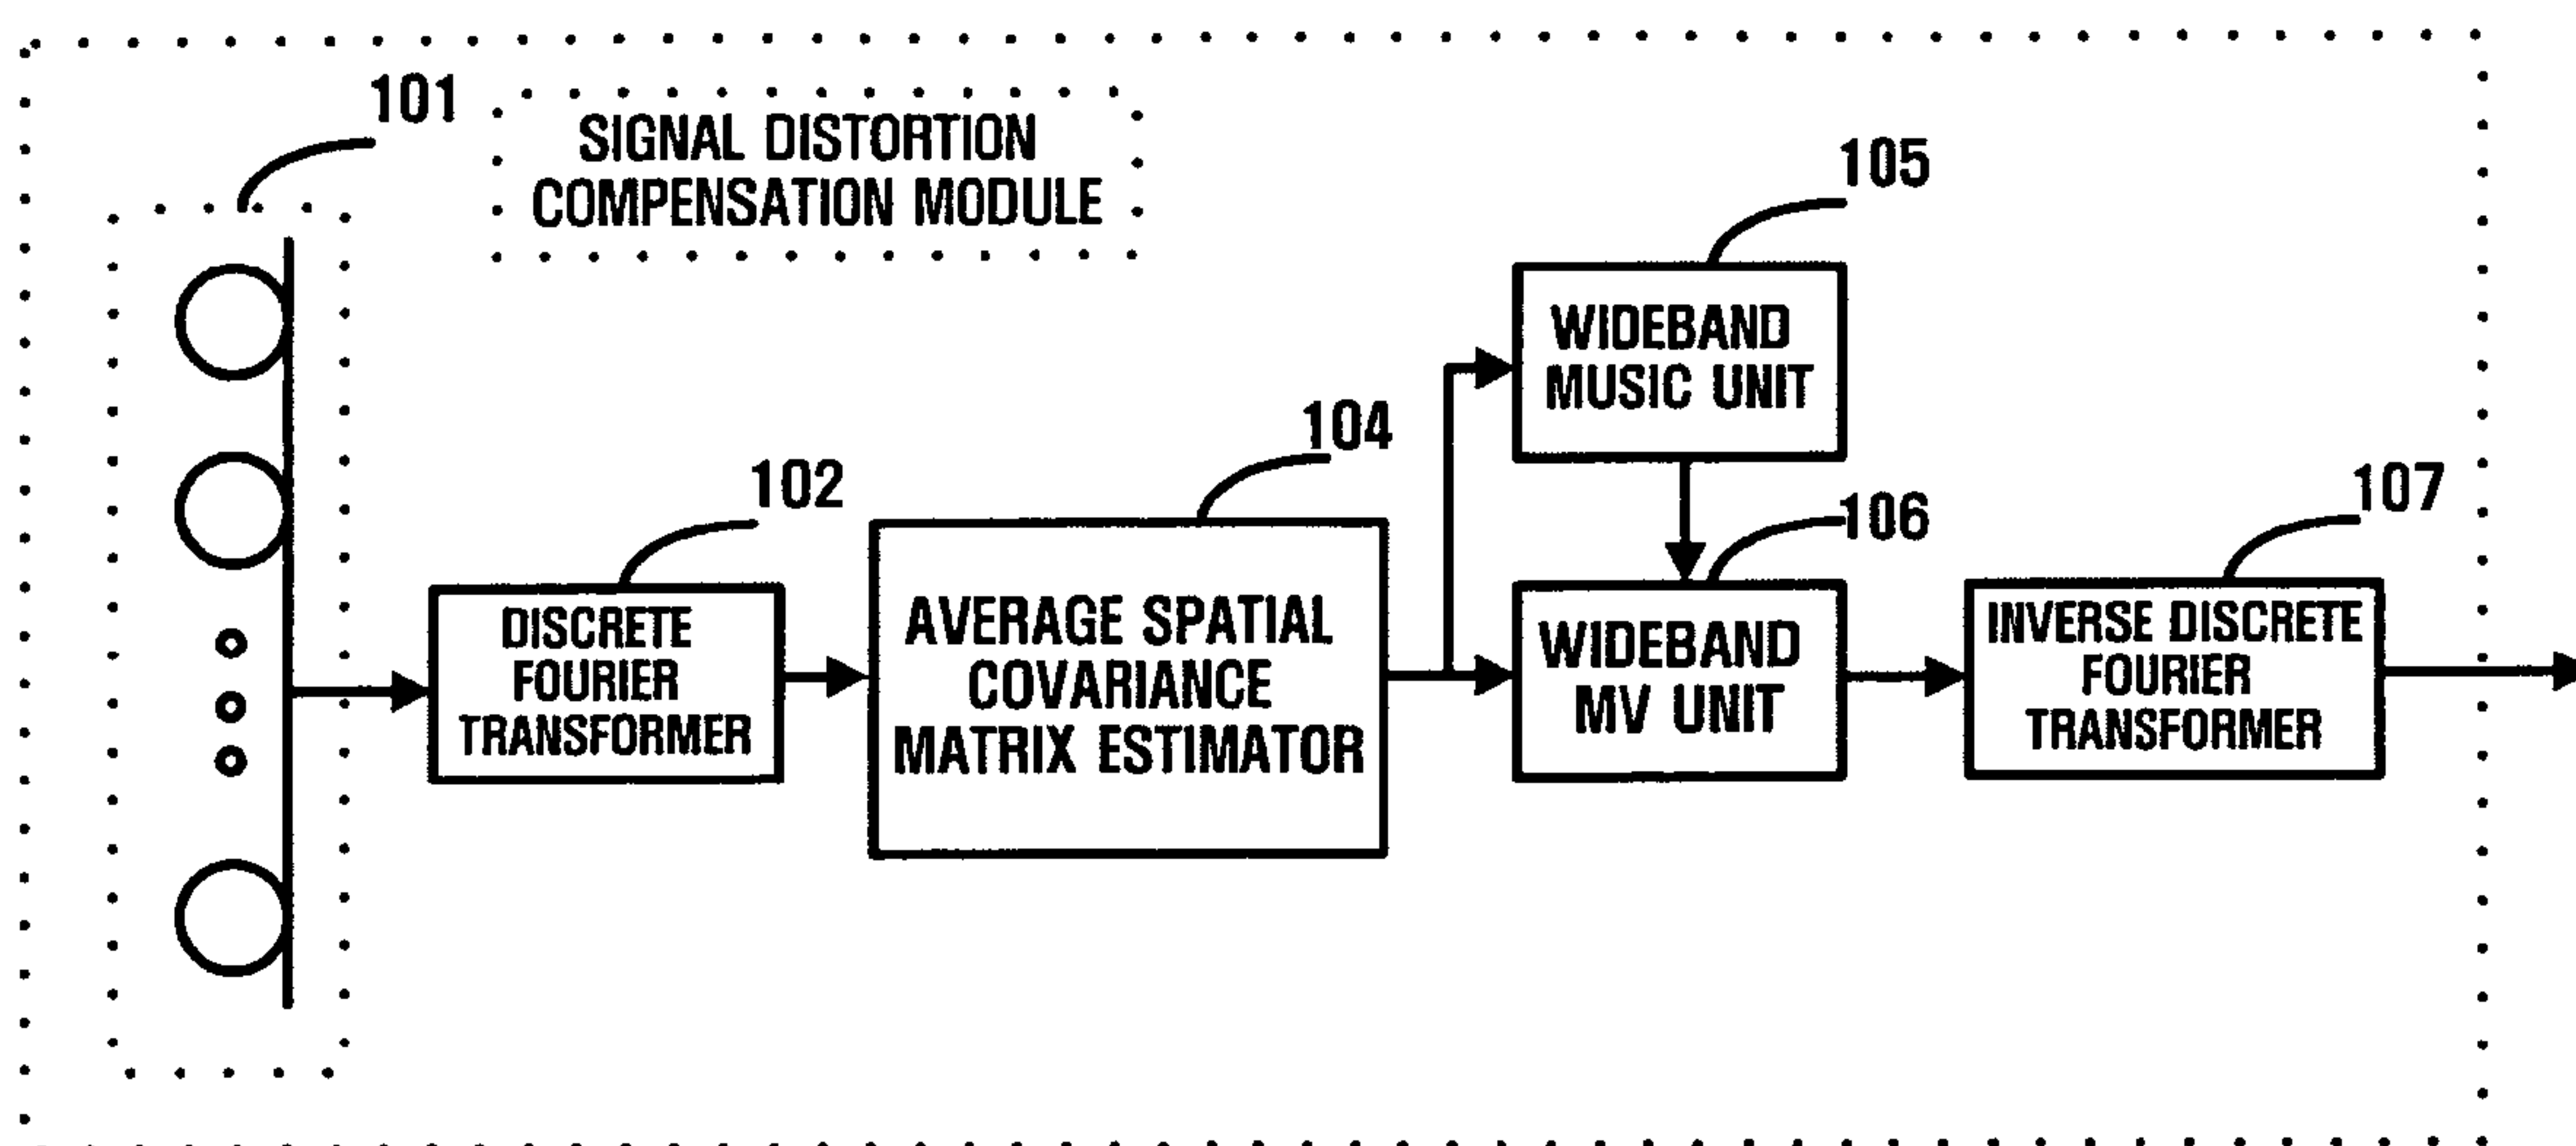 101
SIGNAL DISTORTION
COMPENSATION MODULE
105
WIDEBAND
MUSIC UNIT
104
102
106
107
DISCRETE
FOURIER
TRANSFORMER
AVERAGE SPATIAL
COVARIANCE
MATRIX ESTIMATOR
WIDEBAND
MV UNIT
INVERSE DISCRETE
FOURIER
TRANSFORMER